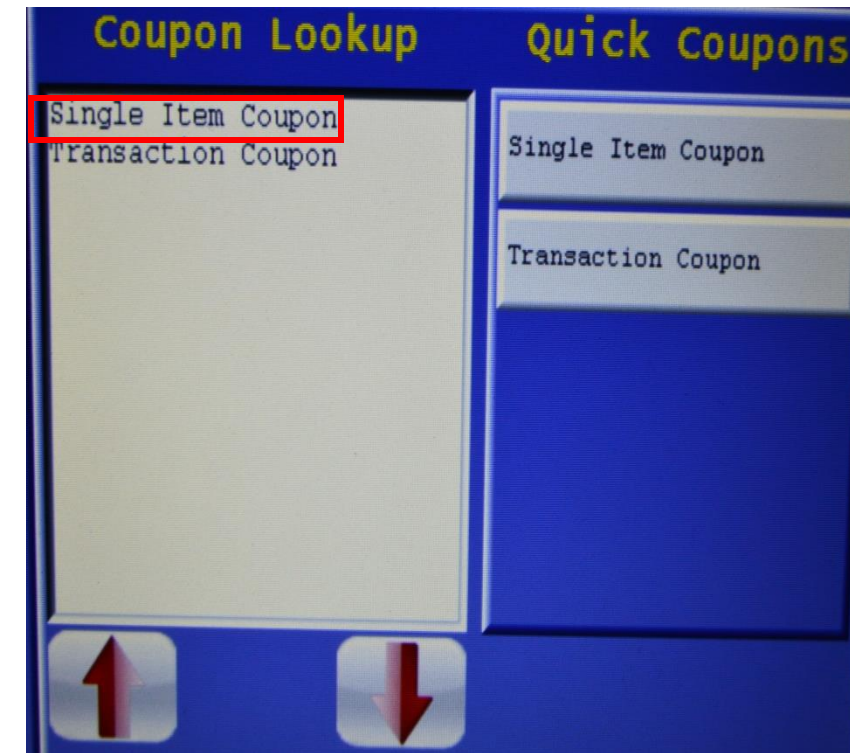 Coupon Lookup
Single Item Coupon
Transaction Coupon
Quick Coupons
Single Item Coupon
Transaction Coupon